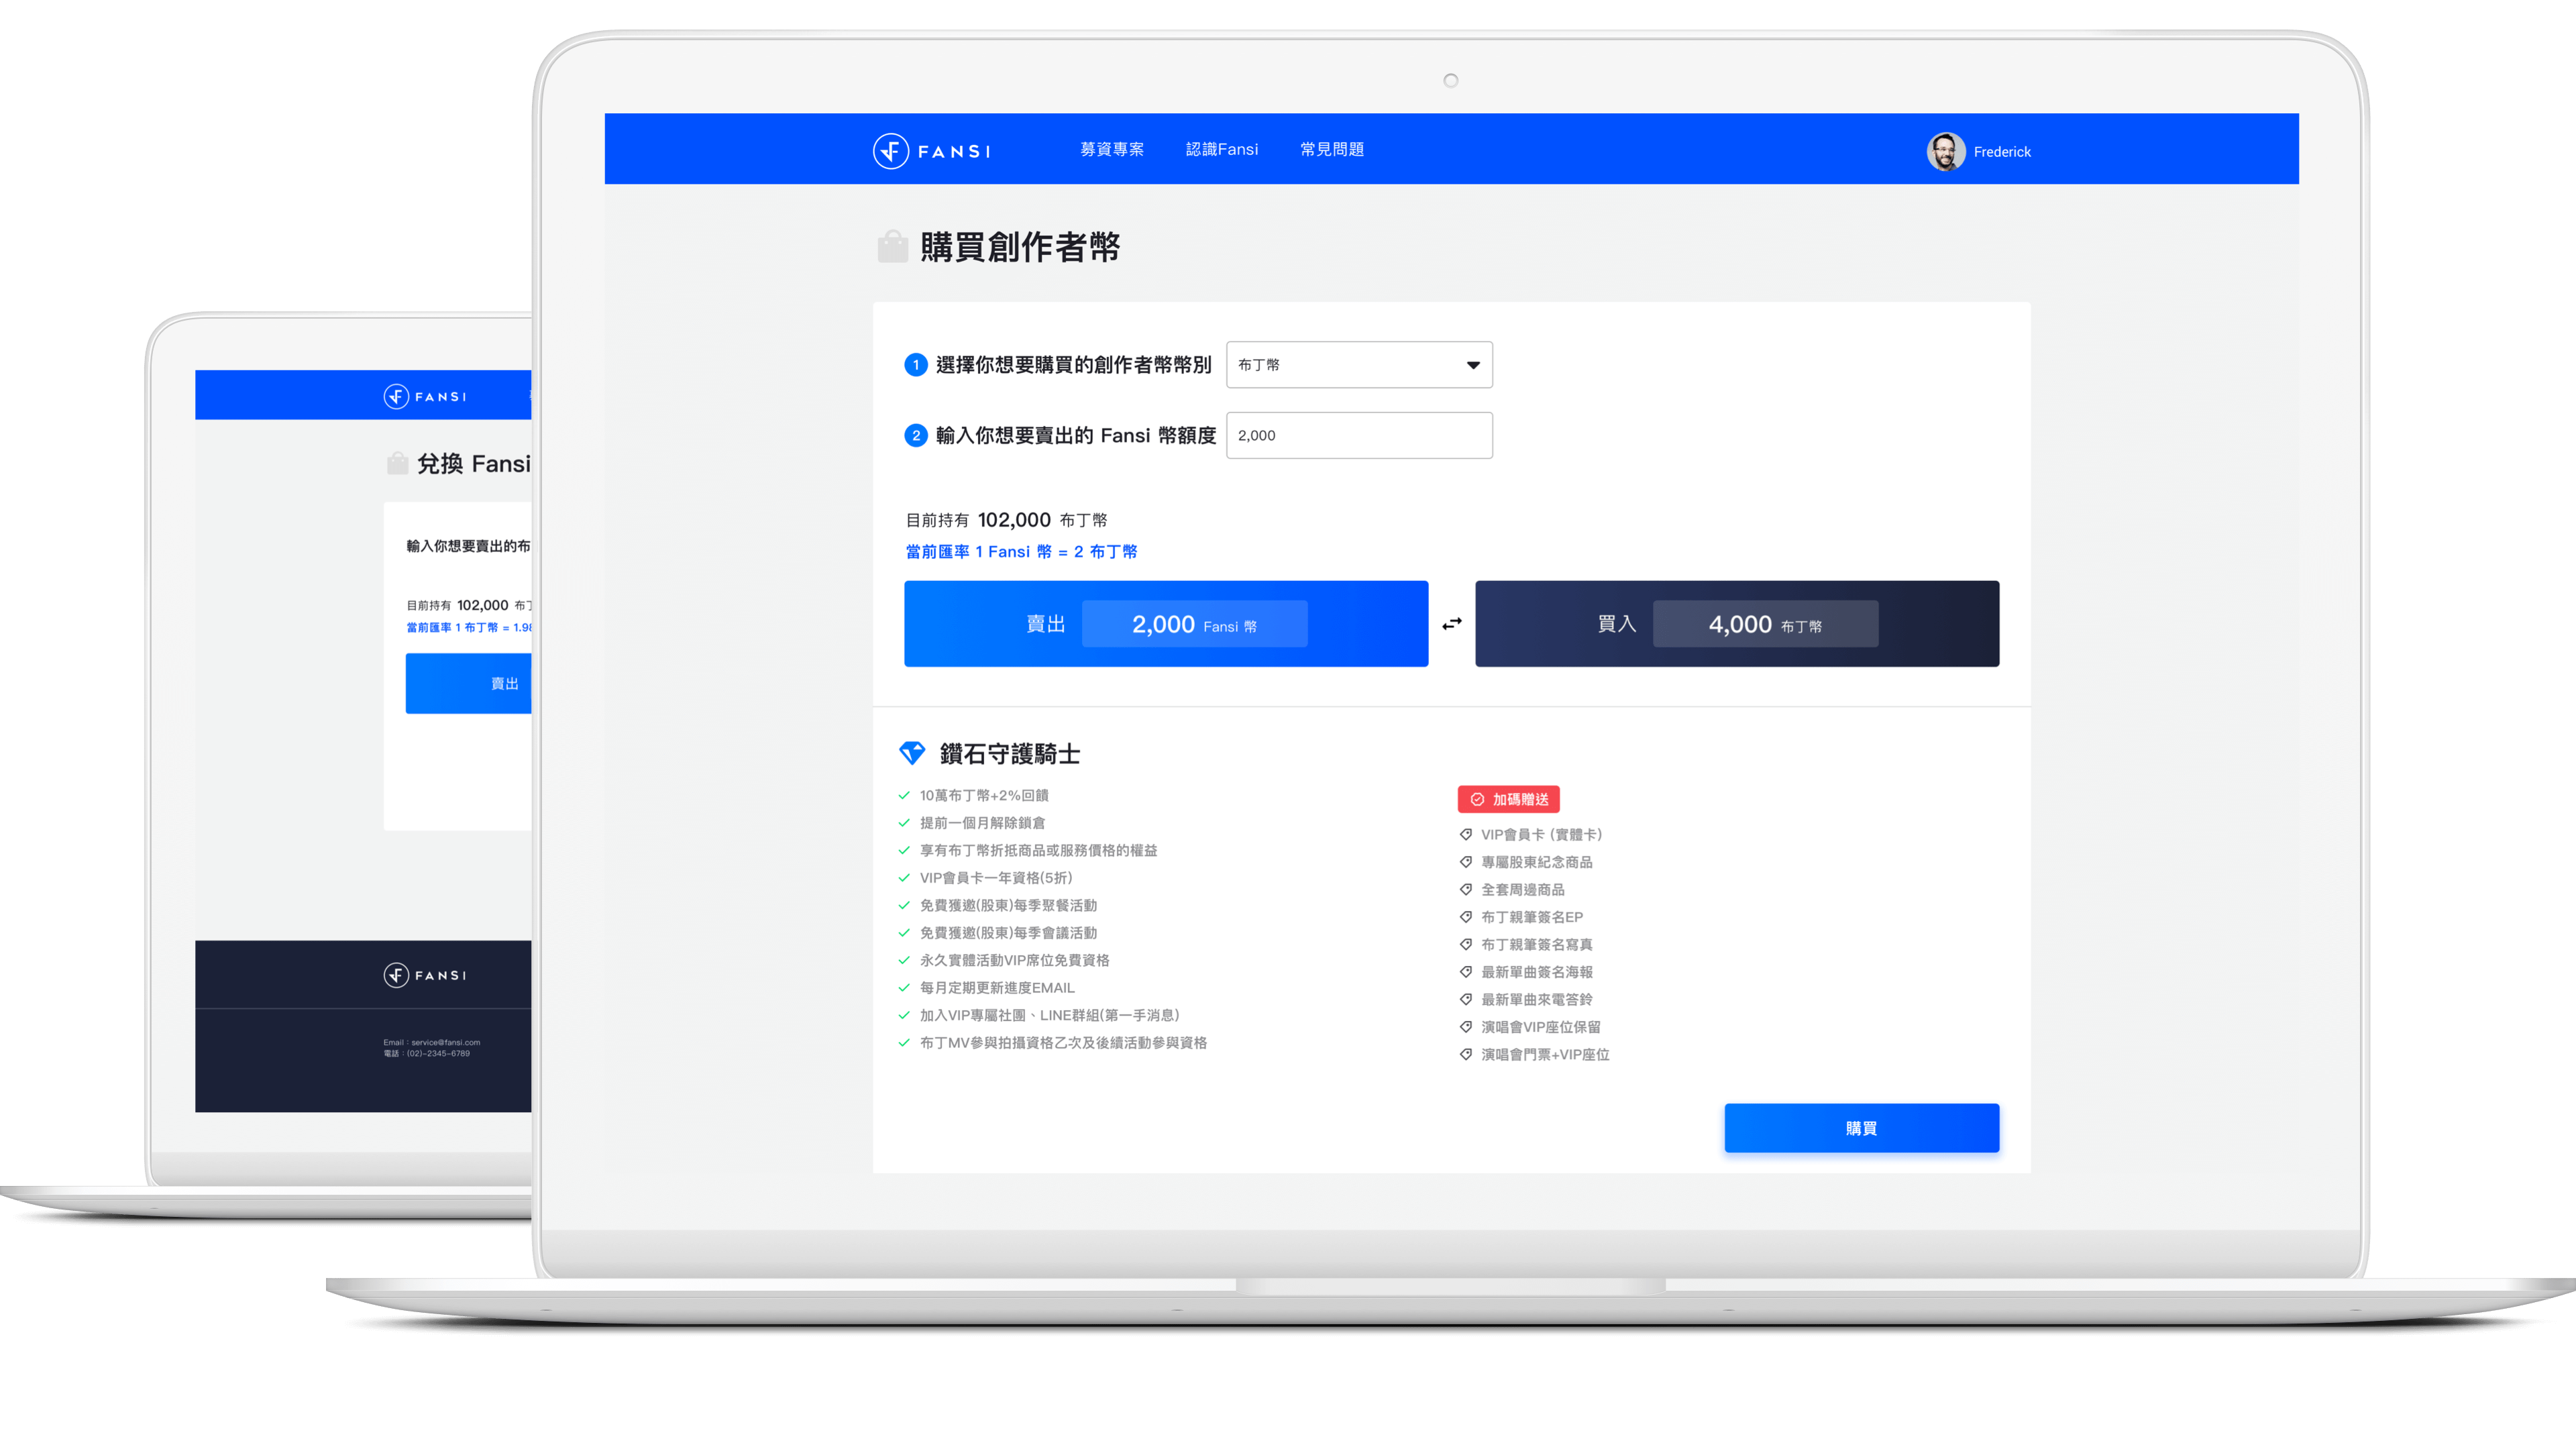 FANSI 募資專案 認識Fansi 常見問題 Frederick
購買創作者幣
1 選擇你想要購買的創作者幣幣別 布丁幣
2 輸入你想要賣出的 Fansi 幣額度 2,000
目前持有 102,000 布丁幣
當前匯率 1 Fansi 幣 = 2 布丁幣
賣出 2,000 Fansi 幣 買入 4,000 布丁幣
鑽石守護騎士
10萬布丁幣+2%回饋
提前一個月解除鎖倉
享有布丁幣折抵商品或服務價格的權益
VIP會員卡一年資格(5折)
免費獲邀(股東)每季聚餐活動
免費獲邀(股東)每季會議活動
永久實體活動VIP席位免費資格
每月定期更新進度EMAIL
加入VIP專屬社團、LINE群組(第一手消息)
布丁MV參與拍攝資格乙次及後續活動參與資格
加碼贈送
VIP會員卡 (實體卡)
專屬股東紀念商品
全套周邊商品
布丁親筆簽名EP
布丁親筆簽名寫真
最新單曲簽名海報
最新單曲來電答鈴
演唱會VIP座位保留
演唱會門票+VIP座位
購買
FANSI
兌換 Fansi
輸入你想要賣出的布
目前持有 102,000 布丁
當前匯率 1 布丁幣 = 1.98
賣出
FANSI
Email：service@fansi.com
電話：(02)-2345-6789